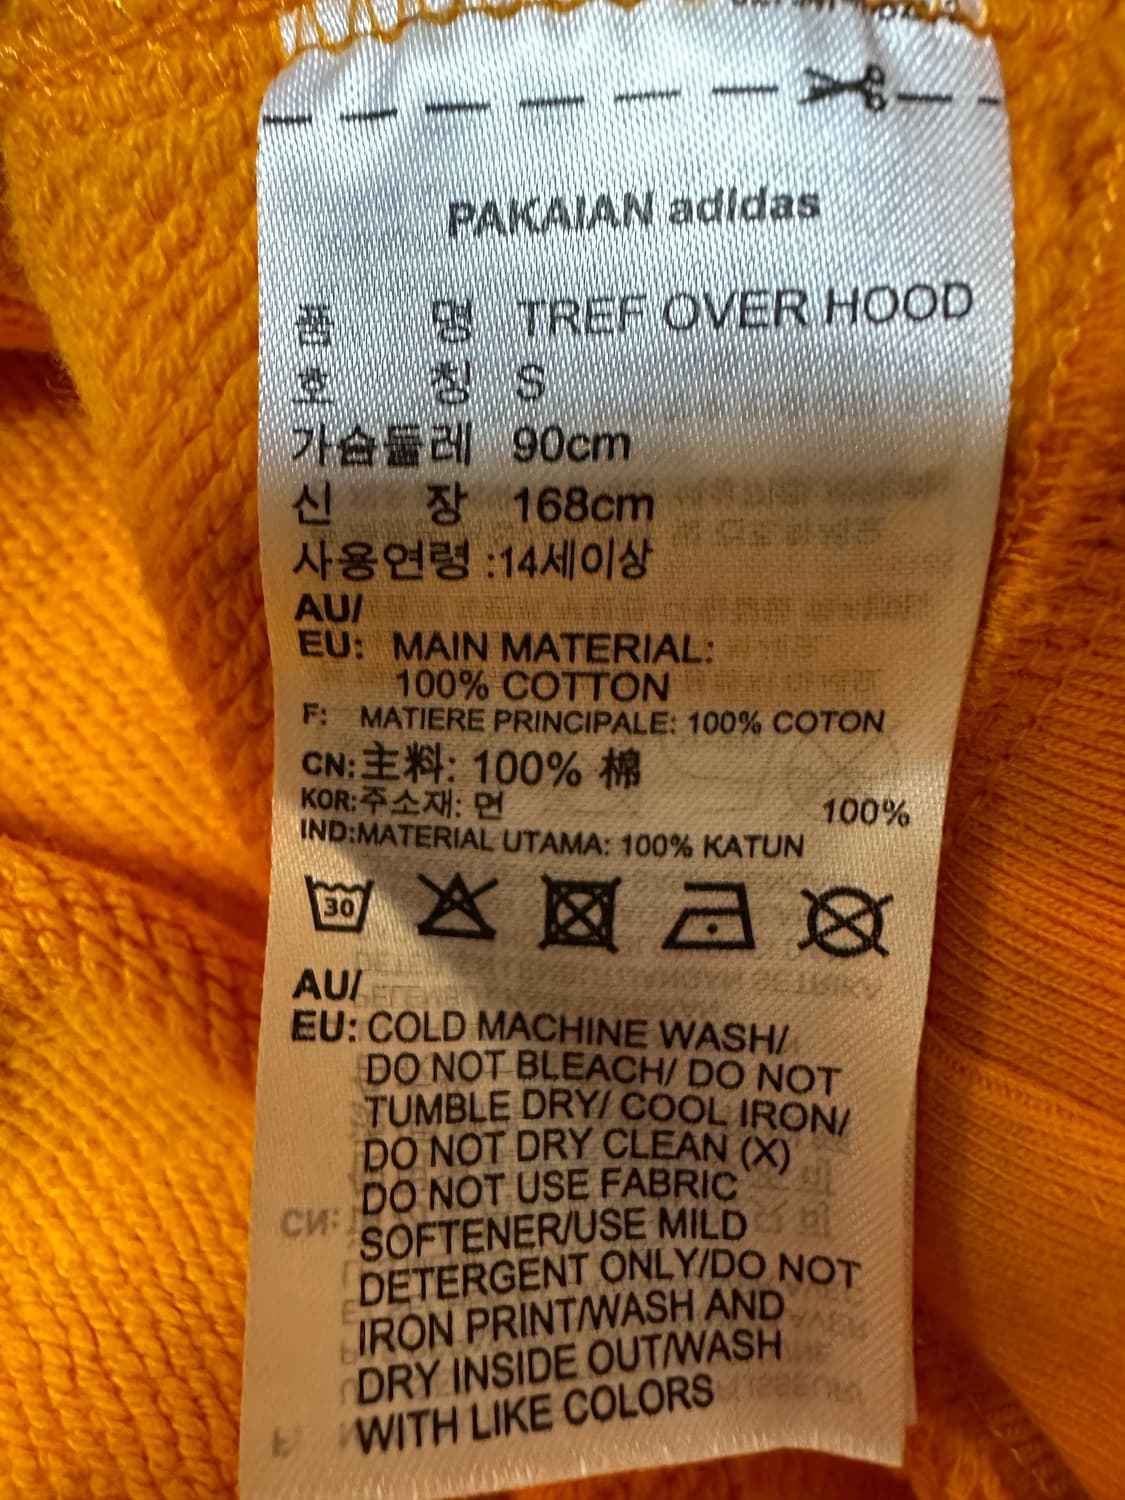 PAKAIAN adidas
품 명 TREF OVER HOOD
호 칭 S
가슴둘레 90cm
신 장 168cm
사용연령 :14세이상
AU/
EU: MAIN MATERIAL:
100% COTTON
F: MATIERE PRINCIPALE: 100% COTON
CN:主料: 100% 棉
KOR:주소재: 면 100%
IND:MATERIAL UTAMA: 100% KATUN
30
AU/
EU: COLD MACHINE WASH/
DO NOT BLEACH/ DO NOT
TUMBLE DRY/ COOL IRON/
DO NOT DRY CLEAN (X)
DO NOT USE FABRIC
SOFTENER/USE MILD
DETERGENT ONLY/DO NOT
IRON PRINT/WASH AND
DRY INSIDE OUT/WASH
WITH LIKE COLORS